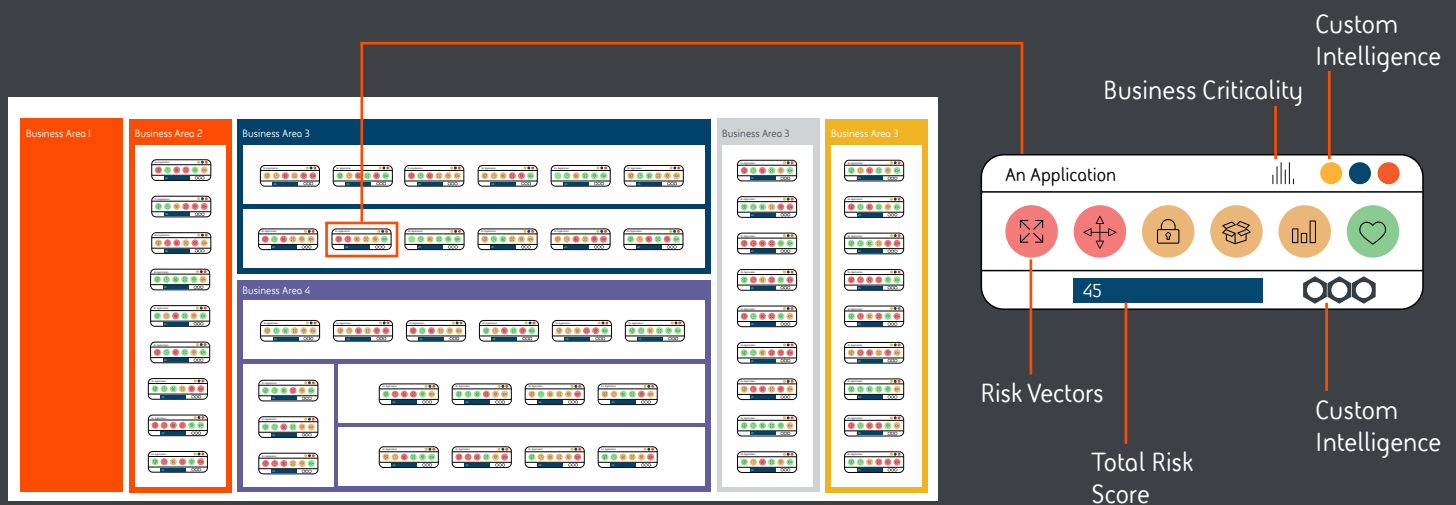 Custom
Intelligence
Business Criticality
Business Area 1
Business Area 2
Business Area 3
Business Area 3
Business Area 3
An Application
45
Business Area 4
Risk Vectors
Total Risk
Score
Custom
Intelligence